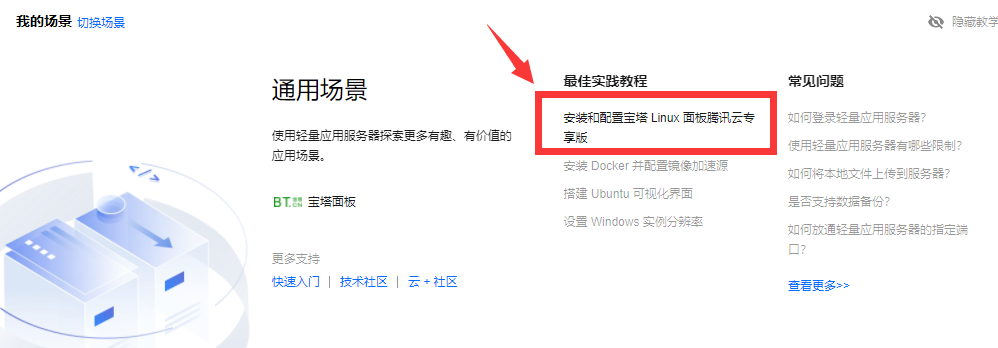 我的场景 切换场景
隐藏教学
通用场景
使用轻量应用服务器探索更多有趣、有价值的
应用场景。
BT. 宝塔面板
更多支持
快速入门 | 技术社区 | 云 + 社区
最佳实践教程
安装和配置宝塔 Linux 面板腾讯云专
享版
安装 Docker 并配置镜像加速源
搭建 Ubuntu 可视化界面
设置 Windows 实例分辨率
常见问题
如何登录轻量应用服务器?
使用轻量应用服务器有哪些限制?
如何将本地文件上传到服务器?
是否支持数据备份?
如何放通轻量应用服务器的指定端
口?
查看更多>>